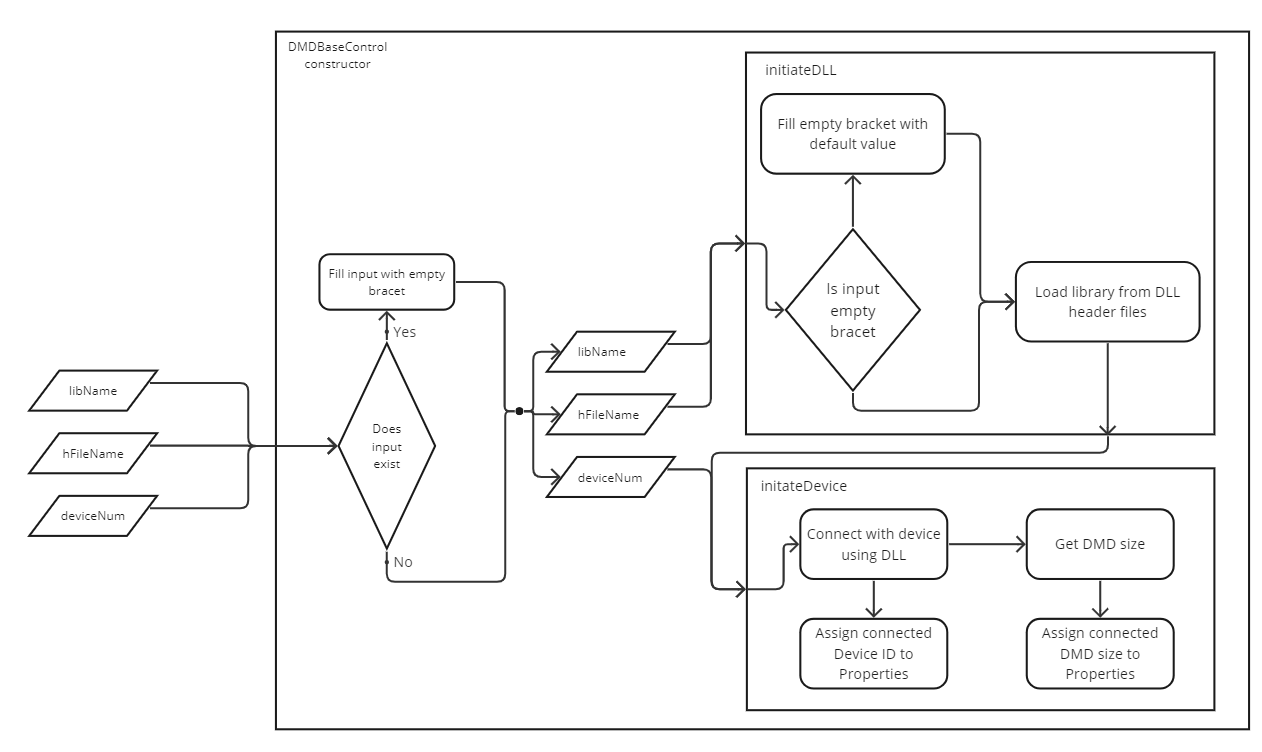 DMDBaseControl
constructor
initiateDLL
Fill empty bracket with
default value
Fill input with empty
bracet
Yes
Is input
empty
bracet
Load library from DLL
header files
libName
hFileName
deviceNum
Does
input
exist
No
libName
hFileName
deviceNum
initateDevice
Connect with device
using DLL
Get DMD size
Assign connected
Device ID to
Properties
Assign connected
DMD size to
Properties